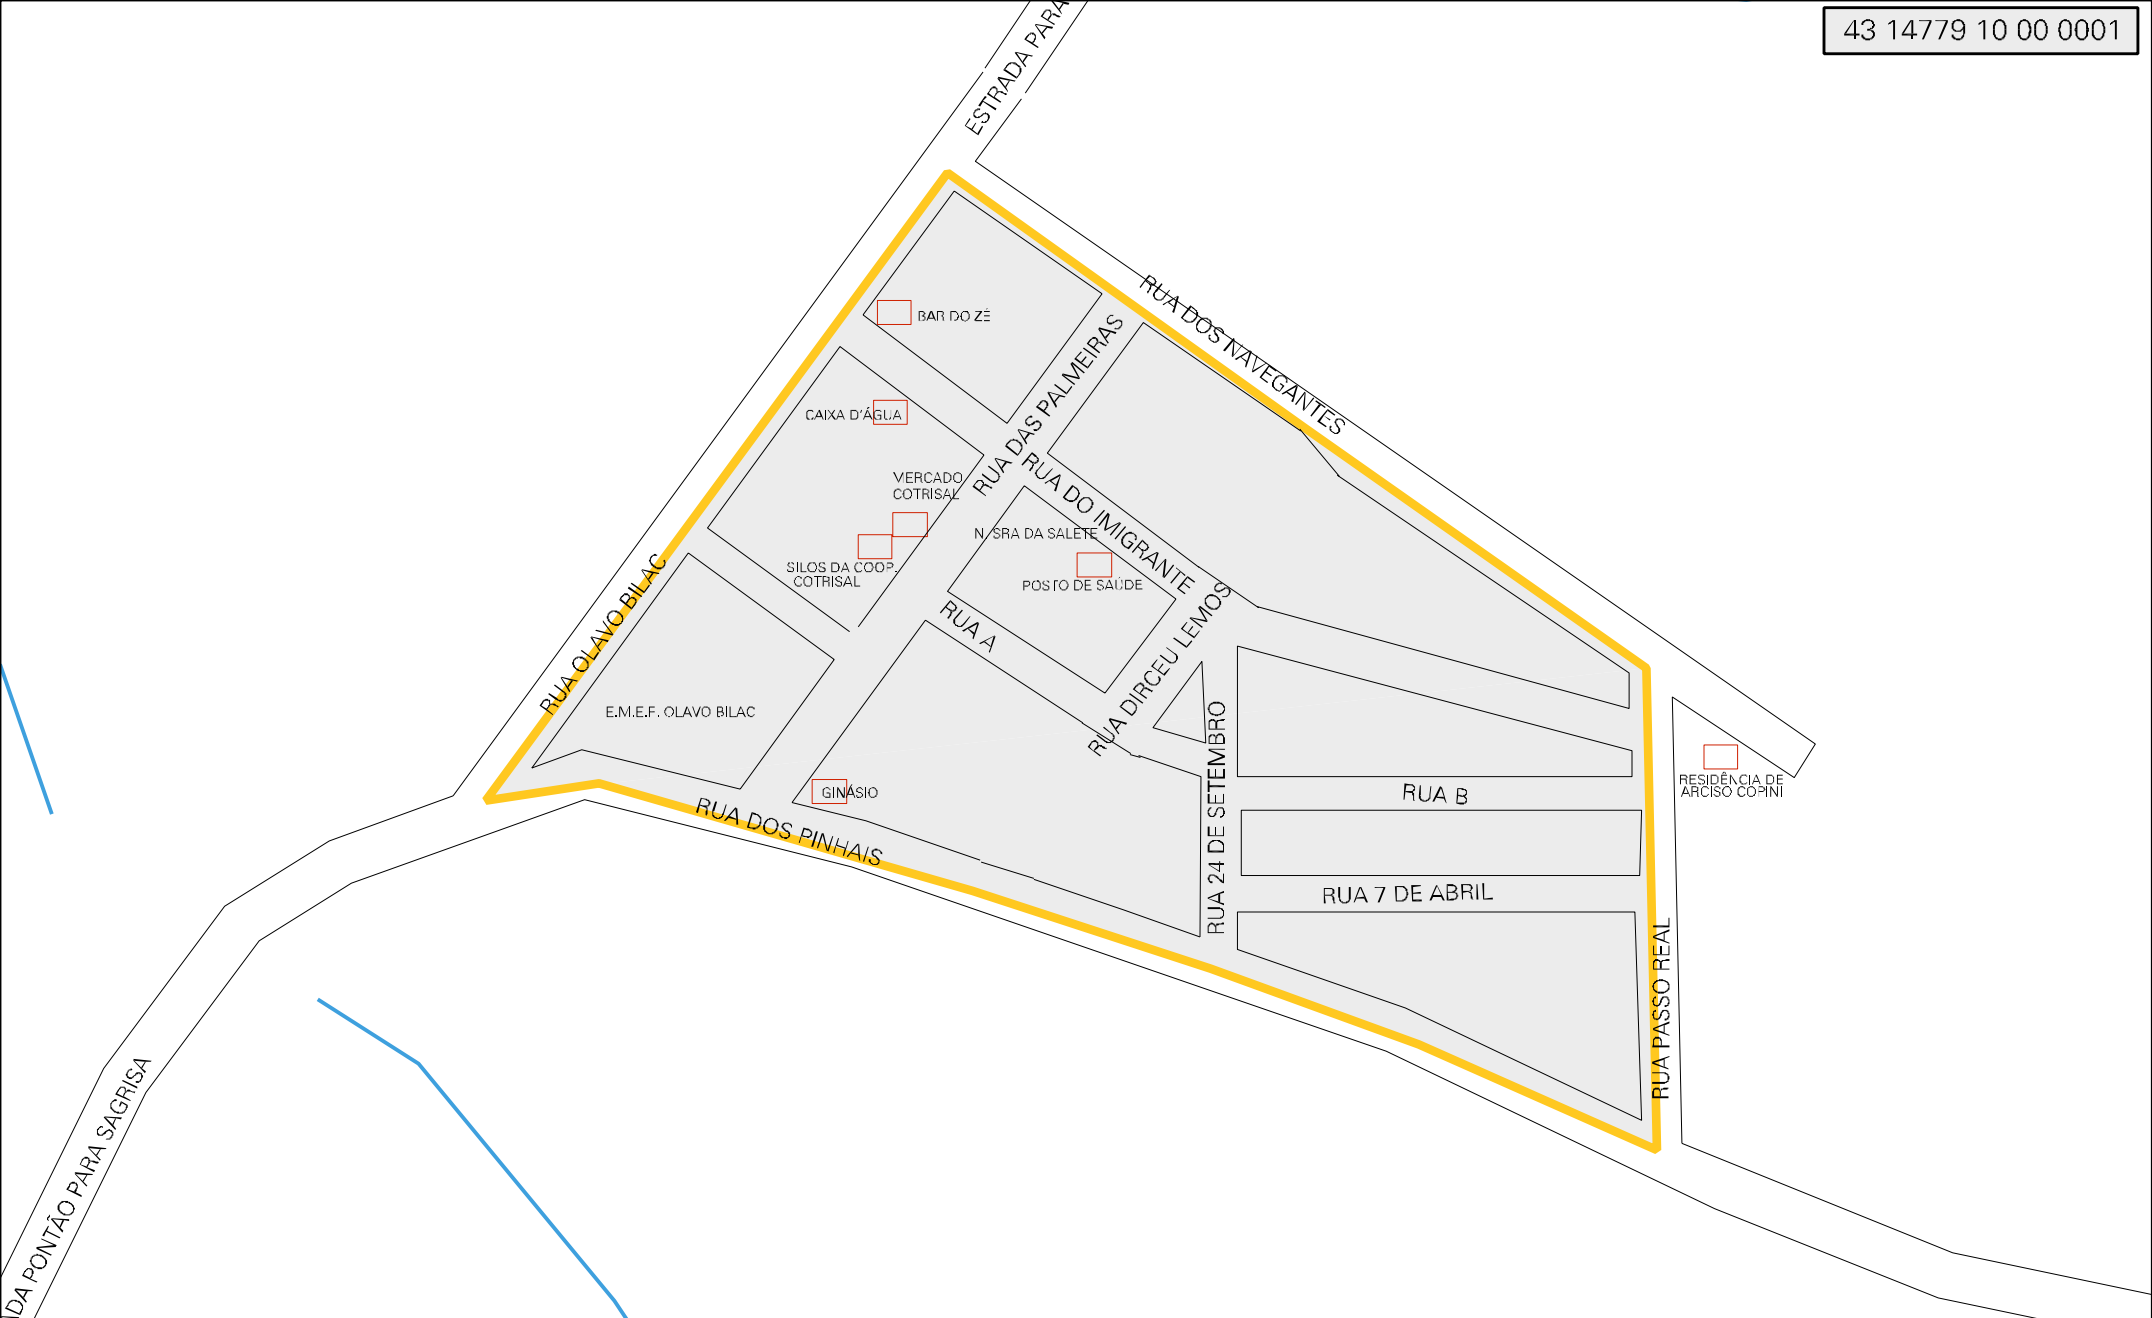 43 14779 10 00 0001
ESTRADA PARA
RUA DOS NAVEGANTES
BAR DO ZÉ
RUA DAS PALMEIRAS
CAIXA D'ÁGUA
MERCADO
COTRISAL
RUA DO IMIGRANTE
N. SRA DA SALETE
SILOS DA COOP.
COTRISAL
POSTO DE SAÚDE
RUA OLAVO BILAC
RUA A
RUA DIRCEU LEMOS
E.M.E.F. OLAVO BILAC
RUA 24 DE SETEMBRO
GINÁSIO
RUA B
RESIDÊNCIA DE
ARCISO COPINI
RUA DOS PINHAIS
RUA 7 DE ABRIL
RUA PASSO REAL
DA PONTÃO PARA SAGRISA